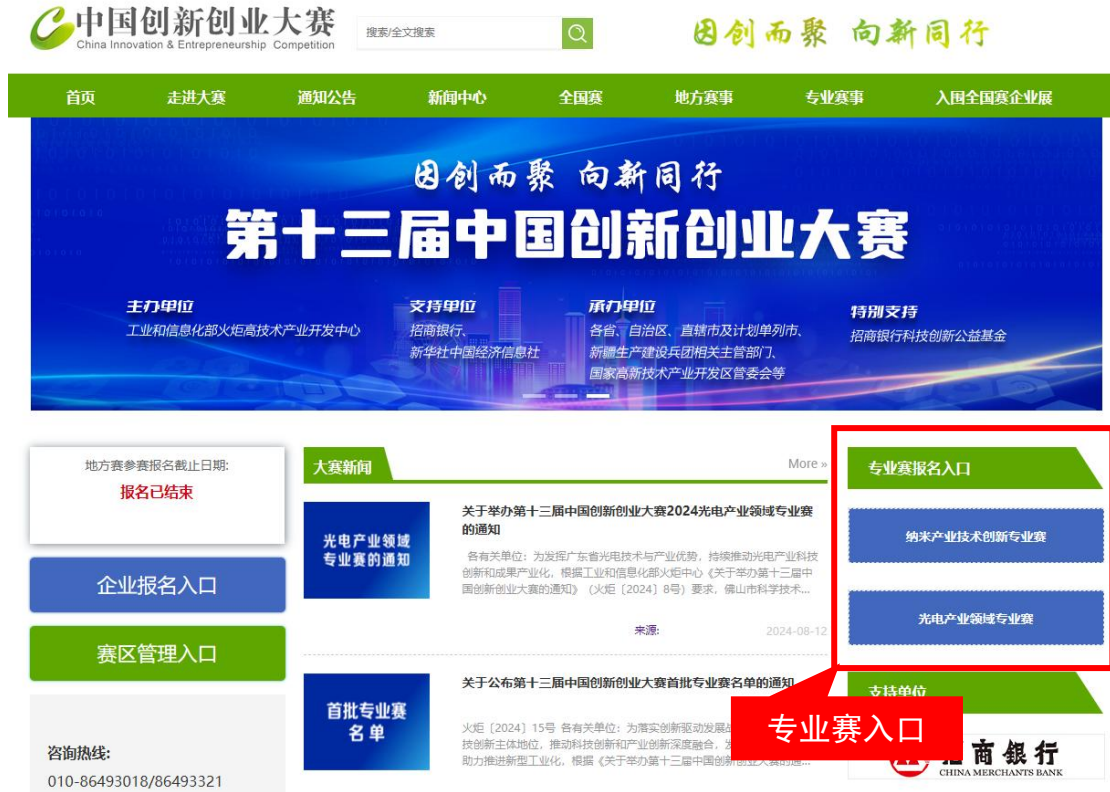 中国创新创业大赛
China Innovation & Entrepreneurship Competition
搜索/全文搜索
因创而聚 向新同行
首页 走进大赛 通知公告 新闻中心 全国赛 地方赛事 专业赛事 入围全国赛企业展
因创而聚 向新同行
第十三届中国创新创业大赛
主办单位
工业和信息化部火炬高技术产业开发中心
支持单位
招商银行、
新华社中国经济信息社
承办单位
各省、自治区、直辖市及计划单列市、
新疆生产建设兵团相关主管部门、
国家高新技术产业开发区管委会等
特别支持
招商银行科技创新公益基金
地方赛参赛报名截止日期:
报名已结束
企业报名入口
赛区管理入口
咨询热线:
010-86493018/86493321
大赛新闻
More »
光电产业领域
专业赛的通知
关于举办第十三届中国创新创业大赛2024光电产业领域专业赛
的通知
各有关单位：为发挥广东省光电技术与产业优势，持续推动光电产业科技
创新和成果产业化，根据工业和信息化部火炬中心《关于举办第十三届中
国创新创业大赛的通知》（火炬〔2024〕8号）要求，佛山市科学技术...
来源:
2024-08-12
首批专业赛
名单
关于公布第十三届中国创新创业大赛首批专业赛名单的通知
火炬〔2024〕15号 各有关单位：为落实创新驱动发展
技创新主体地位，推动科技创新和产业创新深度融合，
助力推进新型工业化，根据《关于举办第十三届中国创新创业大赛的通...
专业赛报名入口
纳米产业技术创新专业赛
光电产业领域专业赛
支持单位
专业赛入口
商银行
CHINA MERCHANTS BANK